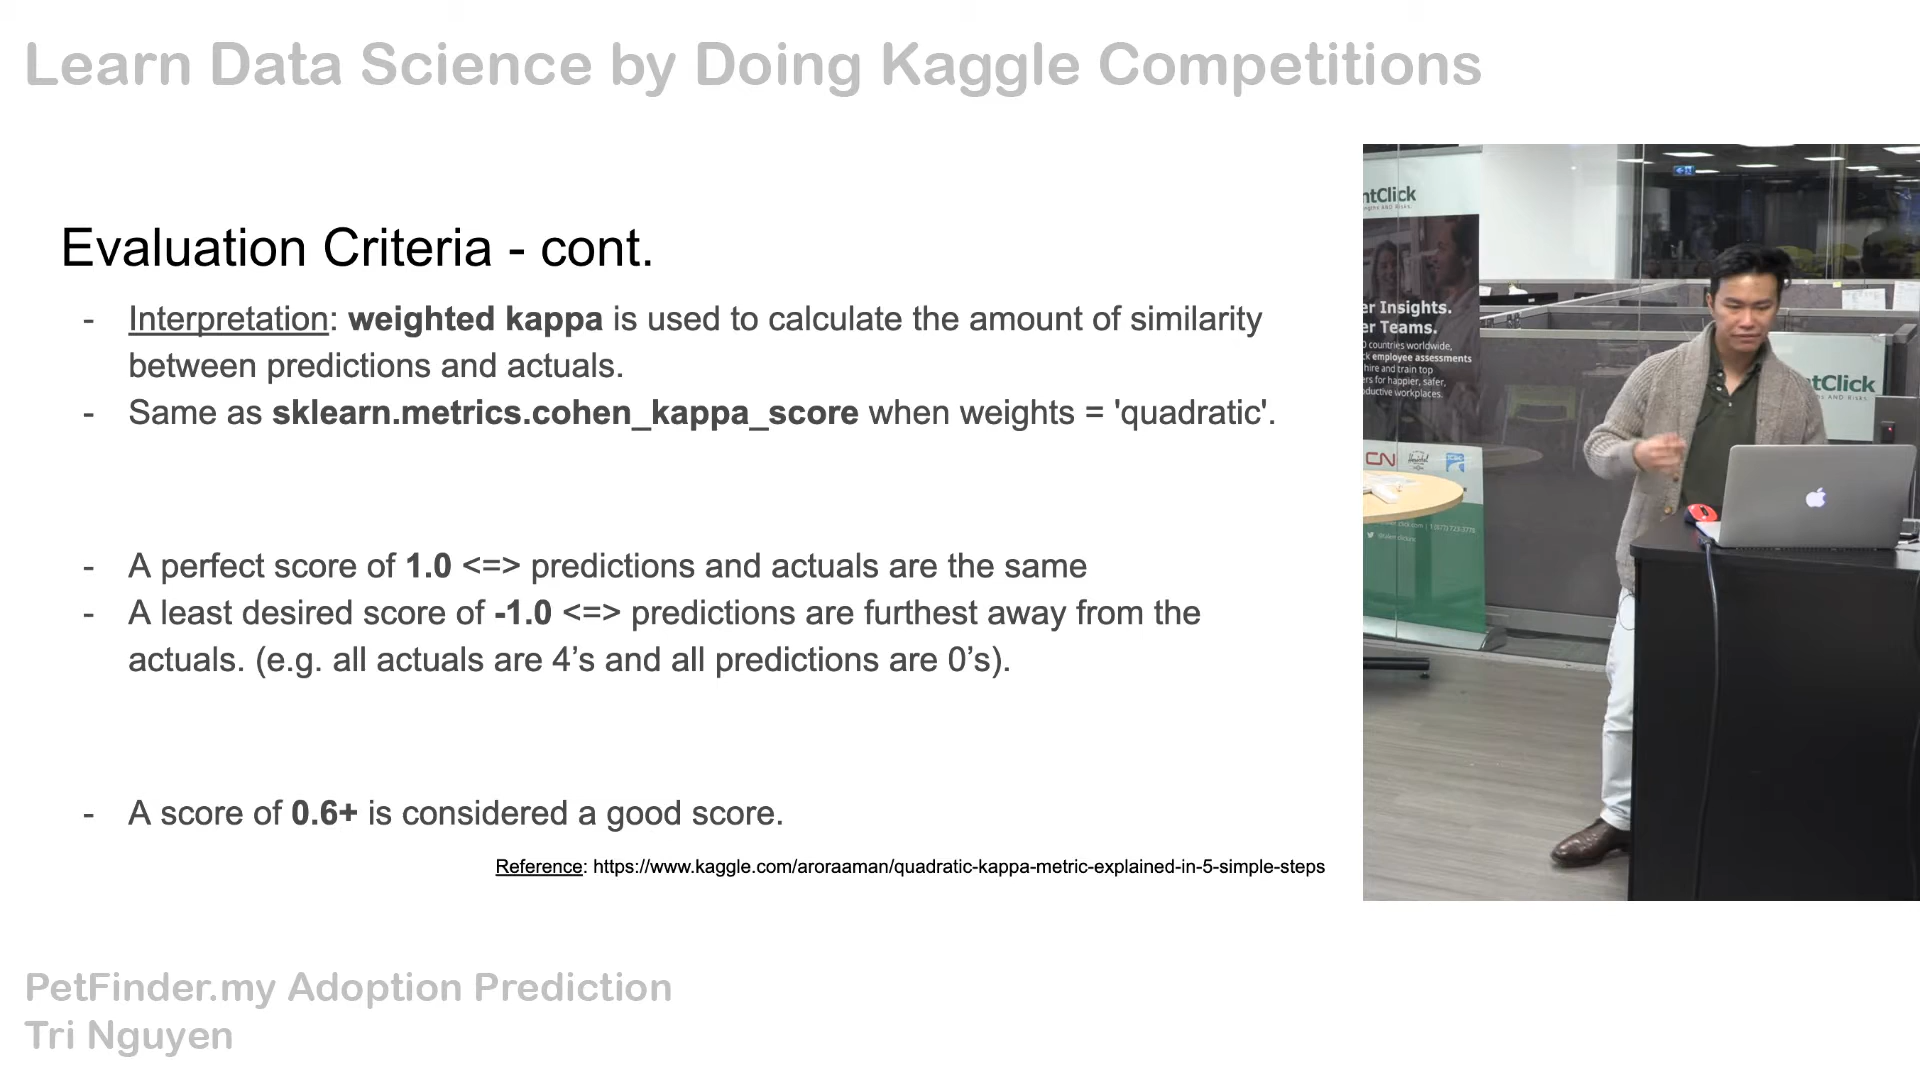 Learn Data Science by Doing Kaggle Competitions
Evaluation Criteria - cont.
- Interpretation: weighted kappa is used to calculate the amount of similarity
between predictions and actuals.
- Same as sklearn.metrics.cohen_kappa_score when weights = 'quadratic'.
- A perfect score of 1.0 <=> predictions and actuals are the same
- A least desired score of -1.0 <=> predictions are furthest away from the
actuals. (e.g. all actuals are 4’s and all predictions are 0’s).
- A score of 0.6+ is considered a good score.
Reference: https://www.kaggle.com/aroraaman/quadratic-kappa-metric-explained-in-5-simple-steps
ntClick
er Insights.
er Teams.
countries worldwide,
employee assessments
hire and train top
for happier, safer,
workplaces.
CN
ntClick
PetFinder.my Adoption Prediction
Tri Nguyen